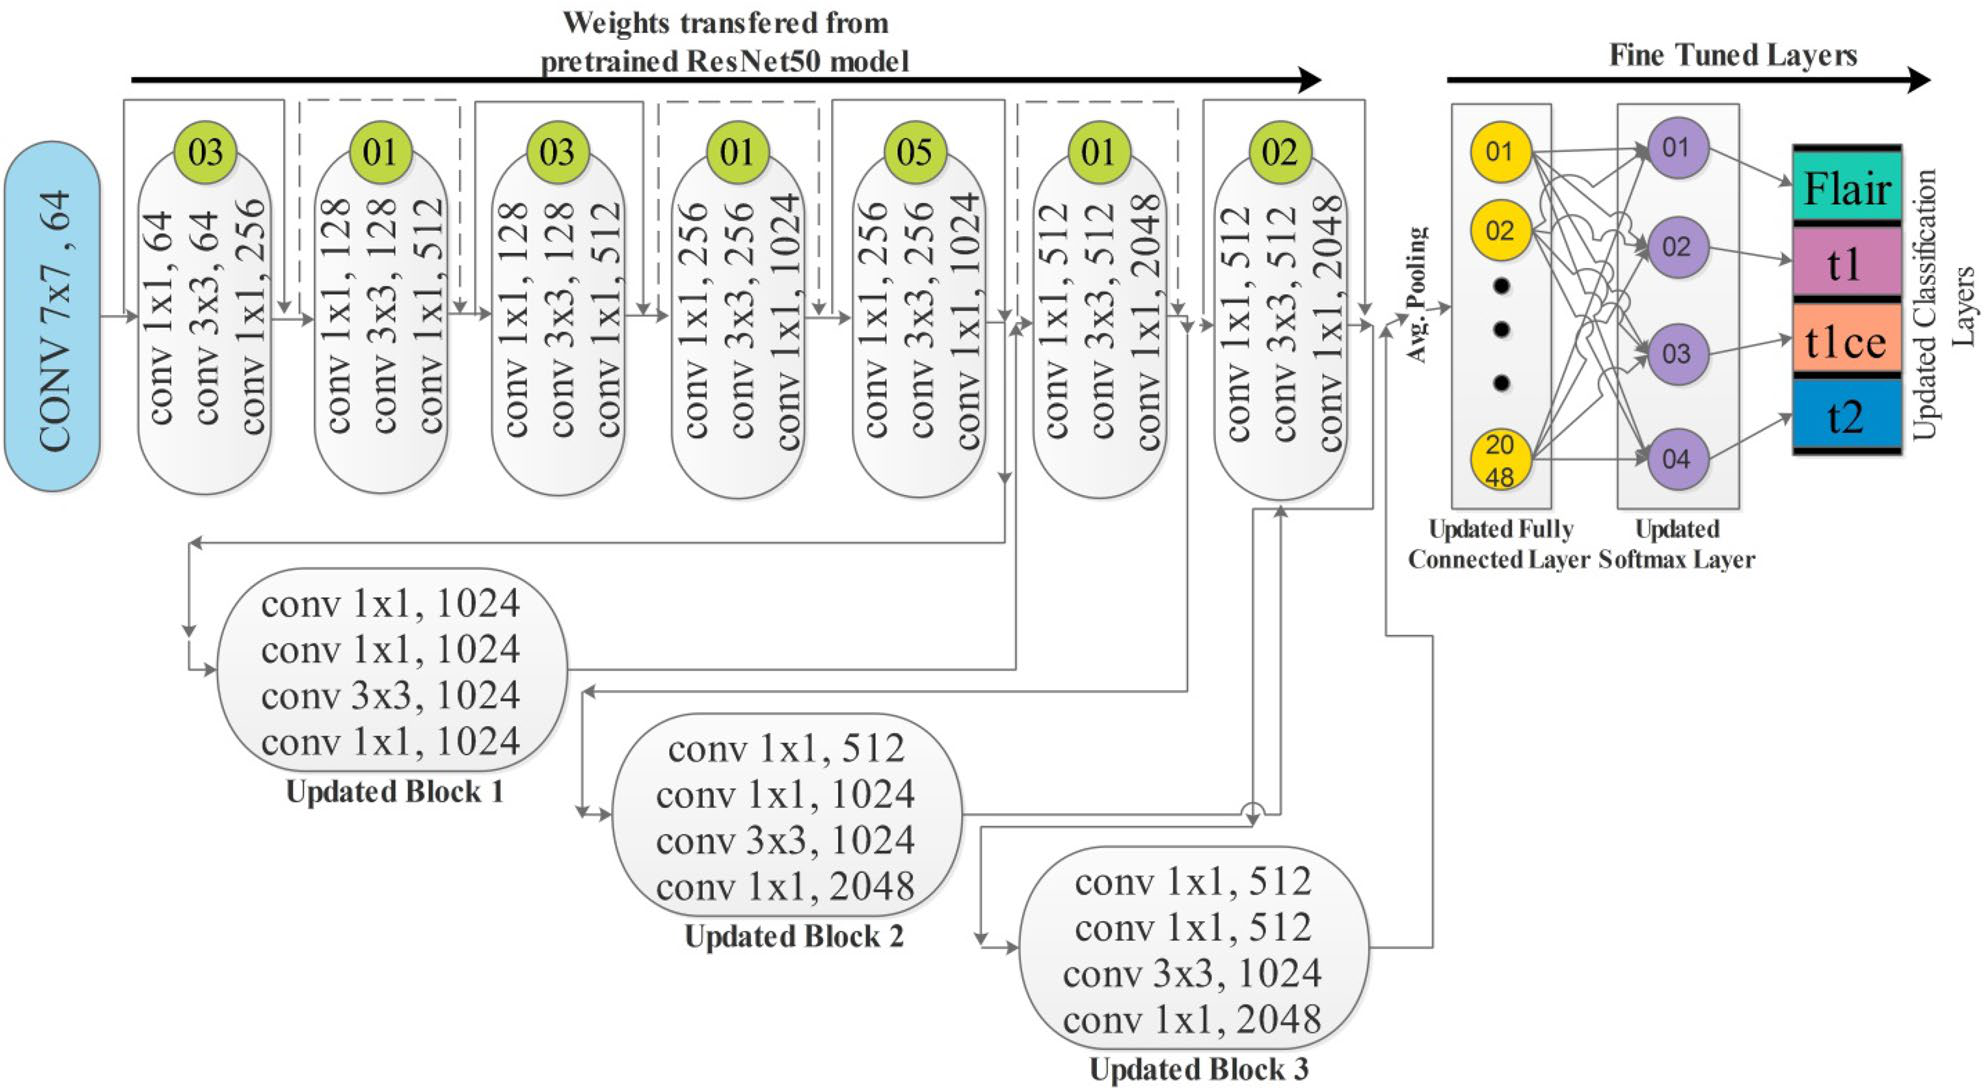 Weights transfered from
pretrained ResNet50 model
Fine Tuned Layers
CONV 7x7 , 64
03
conv 1x1, 64
conv 3x3, 64
conv 1x1, 256
01
conv 1x1, 128
conv 3x3, 128
conv 1x1, 512
03
conv 1x1, 128
conv 3x3, 128
conv 1x1, 512
01
conv 1x1, 256
conv 3x3, 256
conv 1x1, 1024
05
conv 1x1, 256
conv 3x3, 256
conv 1x1, 1024
01
conv 1x1, 512
conv 3x3, 512
conv 1x1, 2048
02
conv 1x1, 512
conv 3x3, 512
conv 1x1, 2048
Avg. Pooling
01
02
20
48
Updated Fully
Connected Layer
01
02
03
04
Updated
Softmax Layer
Flair
t1
t1ce
t2
Updated Classification
Layers
conv 1x1, 1024
conv 1x1, 1024
conv 3x3, 1024
conv 1x1, 1024
Updated Block 1
conv 1x1, 512
conv 1x1, 1024
conv 3x3, 1024
conv 1x1, 2048
Updated Block 2
conv 1x1, 512
conv 1x1, 512
conv 3x3, 1024
conv 1x1, 2048
Updated Block 3